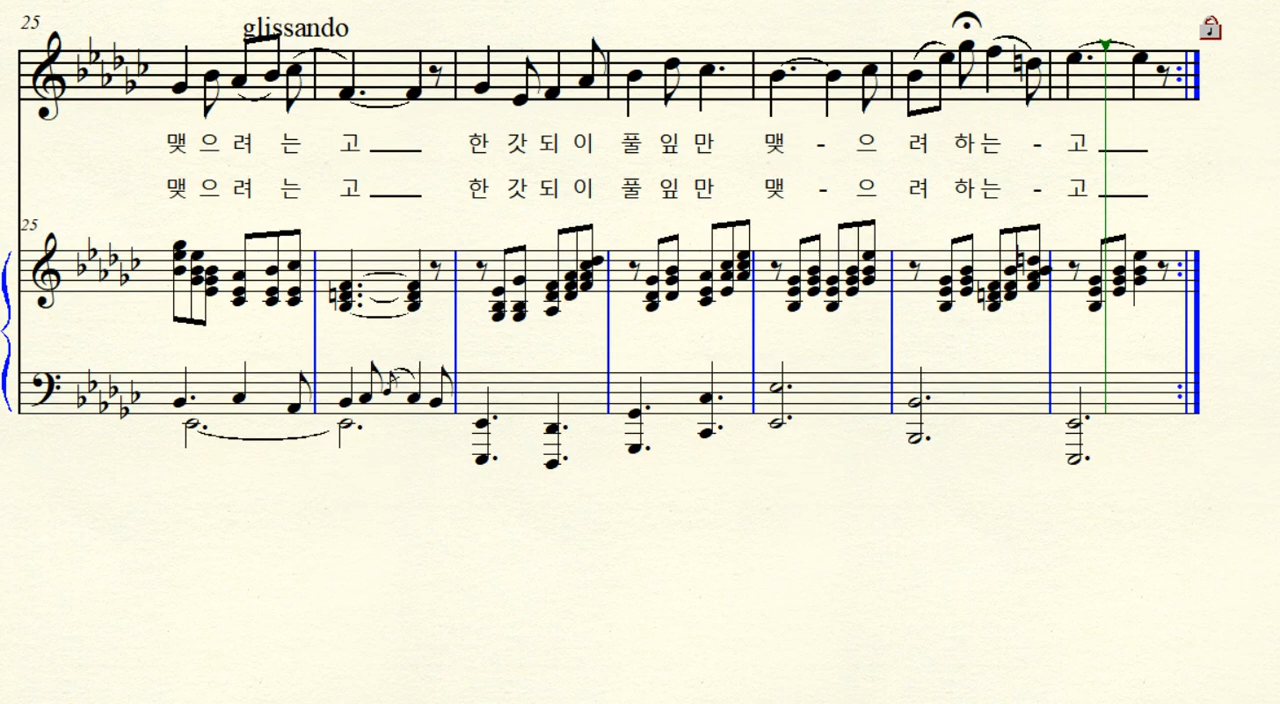 25
glissando
맺 으 려 는 고 한 갓 되 이 풀 잎 만 맺 - 으 려 하 는 - 고
맺 으 려 는 고 한 갓 되 이 풀 잎 만 맺 - 으 려 하 는 - 고
25